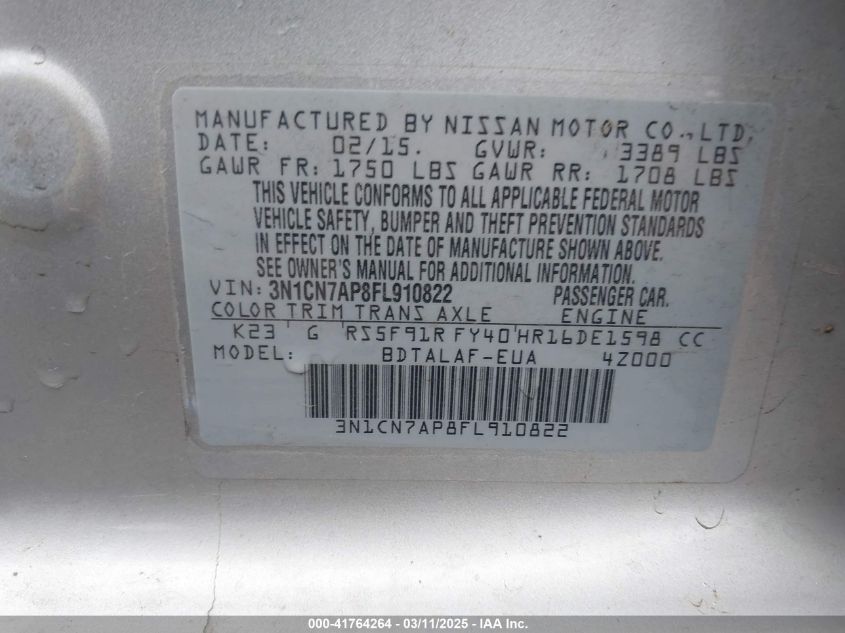 MANUFACTURED BY NISSAN MOTOR CO.,LTD.
DATE: 02/15. GVWR: 3389 LBS
GAWR FR: 1750 LBS GAWR RR: 1708 LBS
THIS VEHICLE CONFORMS TO ALL APPLICABLE FEDERAL MOTOR
VEHICLE SAFETY, BUMPER AND THEFT PREVENTION STANDARDS
IN EFFECT ON THE DATE OF MANUFACTURE SHOWN ABOVE.
SEE OWNER'S MANUAL FOR ADDITIONAL INFORMATION.
VIN: 3N1CN7AP8FL910822 PASSENGER CAR.
COLOR TRIM TRANS AXLE ENGINE
K23 G RS5F91R FY40 HR16DE1598 CC
MODEL: BDTALAF-EUA 4Z000
3N1CN7AP8FL910822
000-41764264 - 03/11/2025 - IAA Inc.